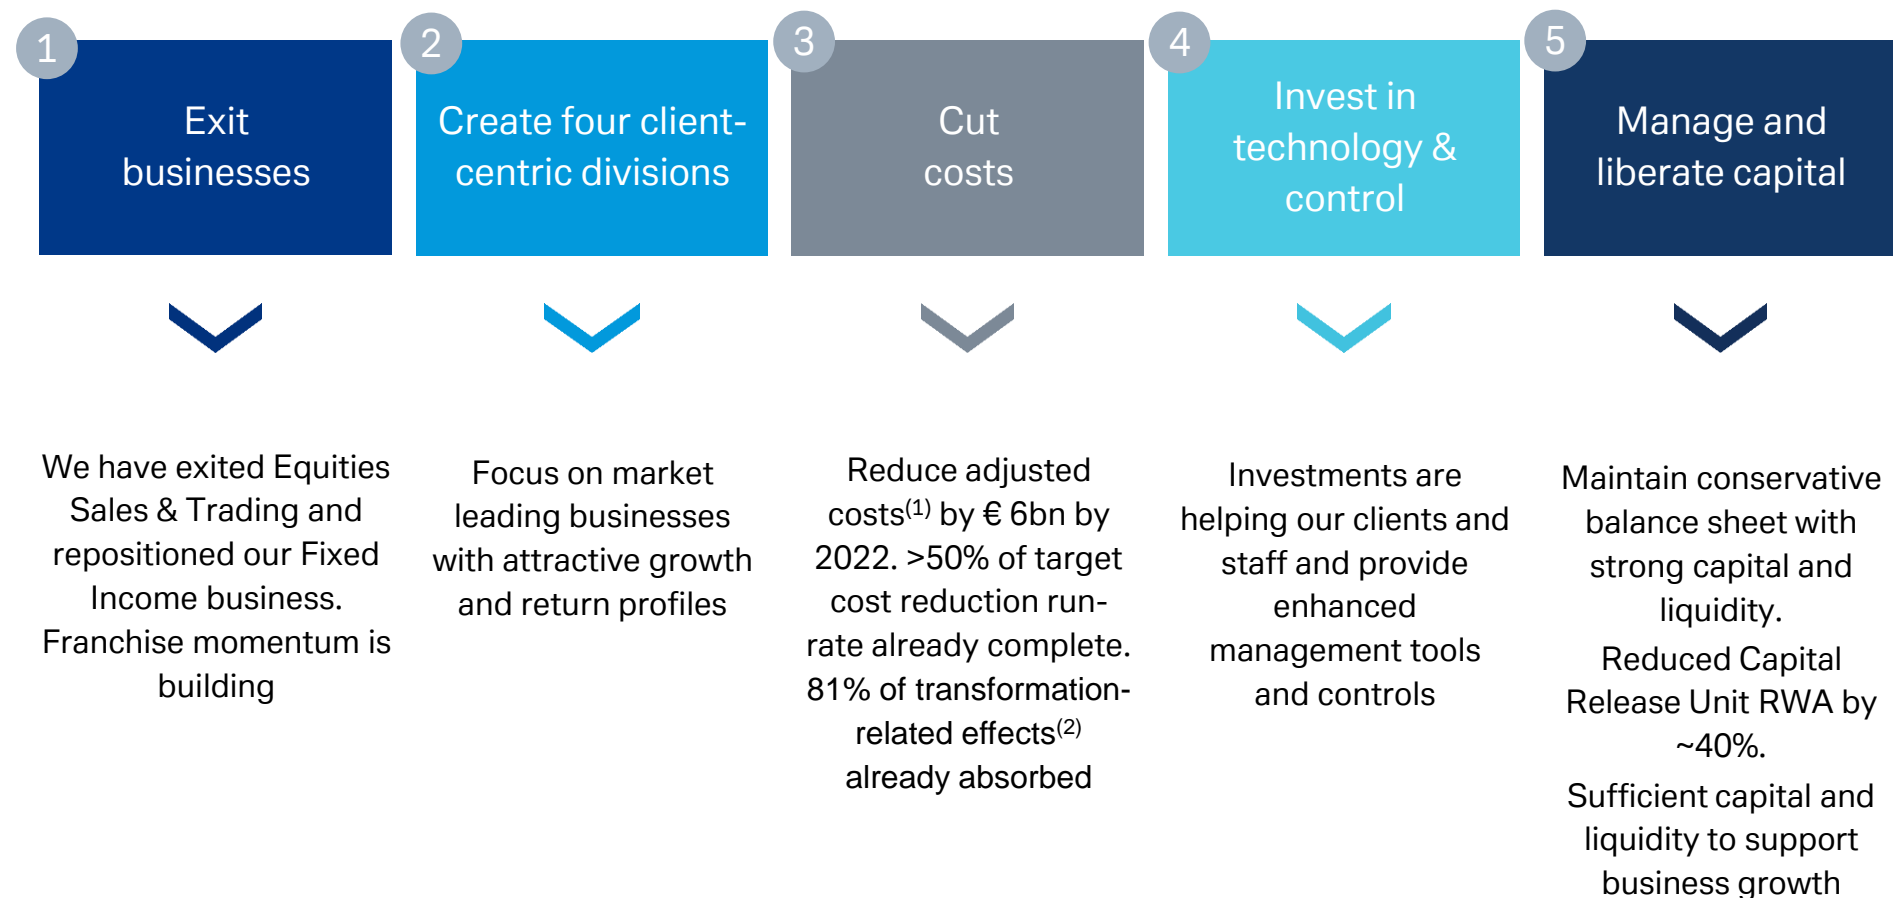 1
Exit
businesses
We have exited Equities
Sales & Trading and
repositioned our Fixed
Income business.
Franchise momentum is
building
2
Create four client-
centric divisions
Focus on market
leading businesses
with attractive growth
and return profiles
3
Cut
costs
Reduce adjusted
costs(1) by € 6bn by
2022. >50% of target
cost reduction run-
rate already complete.
81% of transformation-
related effects(2)
already absorbed
4
Invest in
technology &
control
Investments are
helping our clients and
staff and provide
enhanced
management tools
and controls
5
Manage and
liberate capital
Maintain conservative
balance sheet with
strong capital and
liquidity.
Reduced Capital
Release Unit RWA by
~40%.
Sufficient capital and
liquidity to support
business growth